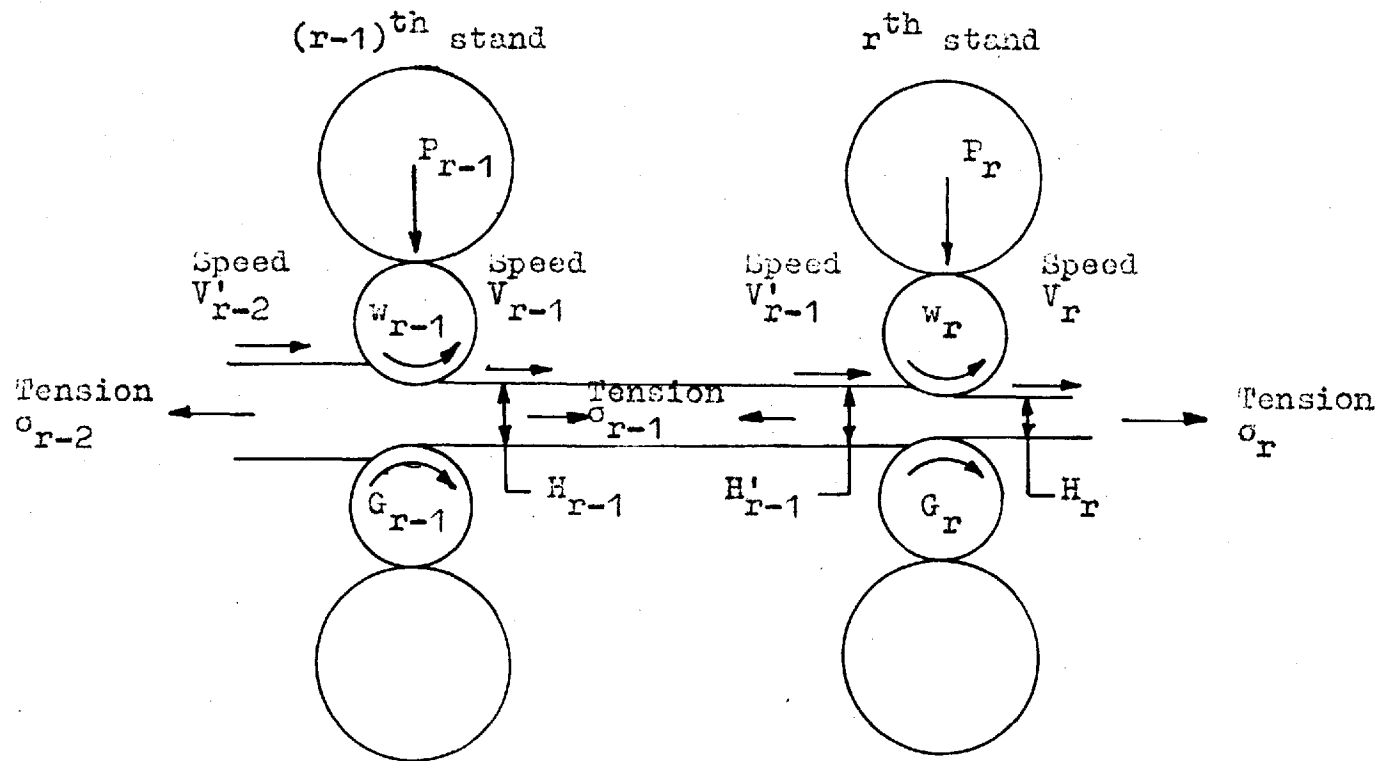 (r-1)th stand
rth stand
Pr-1
Pr
Speed
V'r-2
Speed
Vr-1
Speed
V'r-1
Speed
Vr
wr-1
wr
Tension
σr-2
Tension
σr-1
Tension
σr
Hr-1
H'r-1
Hr
Gr-1
Gr